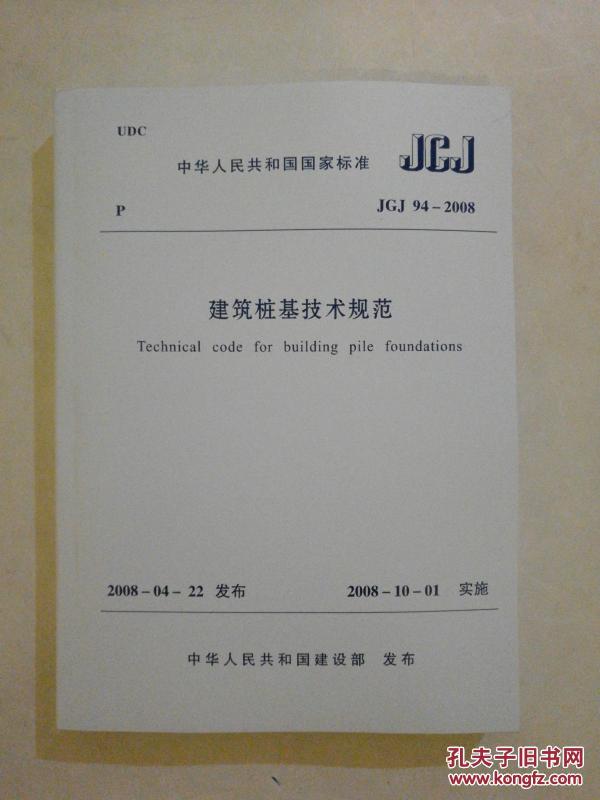 UDC
中华人民共和国国家标准 JGJ
P JGJ 94-2008
建筑桩基技术规范
Technical code for building pile foundations
2008-04-22 发布 2008-10-01 实施
中华人民共和国建设部 发布
孔夫子旧书网
www.kongfz.com